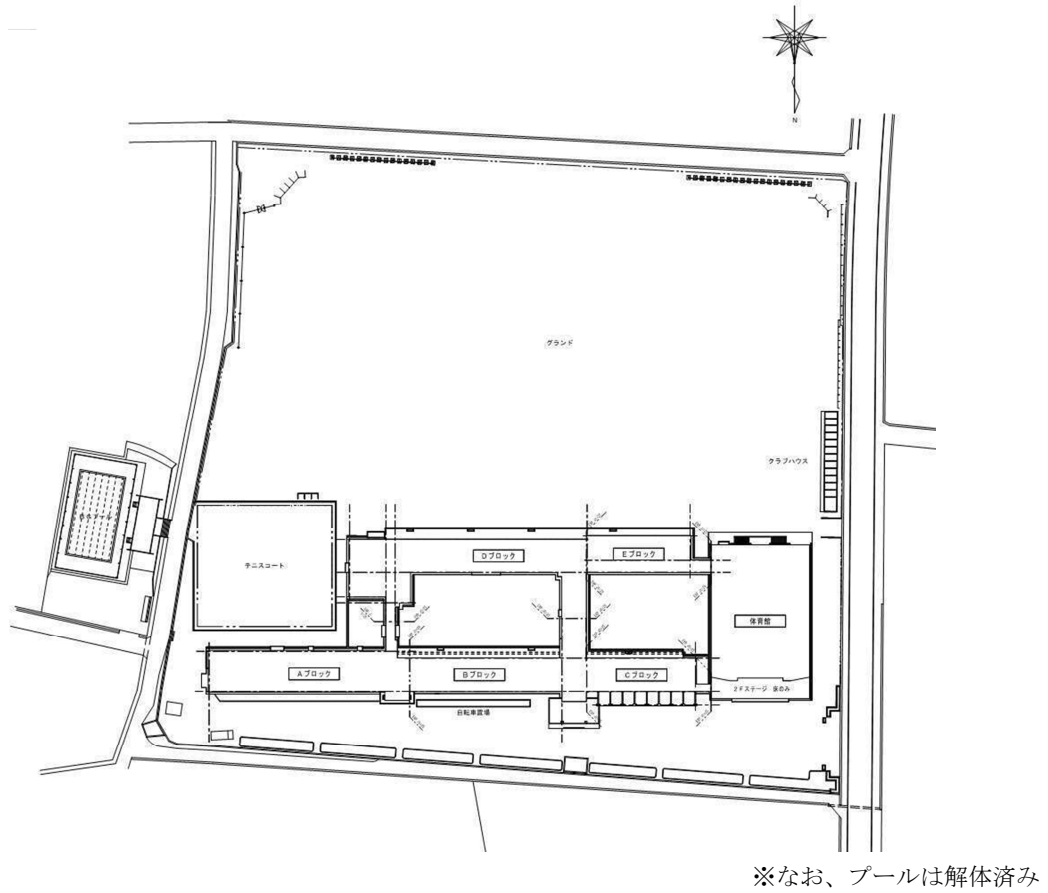 N
グランド
クラブハウス
テニスコート
Dブロック
Eブロック
体育館
Aブロック
Bブロック
Cブロック
2Fステージ 床のみ
自転車置場
※なお、プールは解体済み